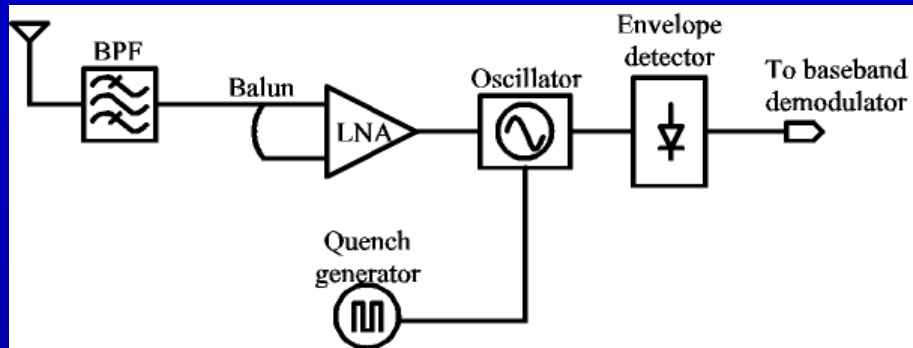 BPF
Balun
LNA
Oscillator
Envelope
detector
To baseband
demodulator
Quench
generator